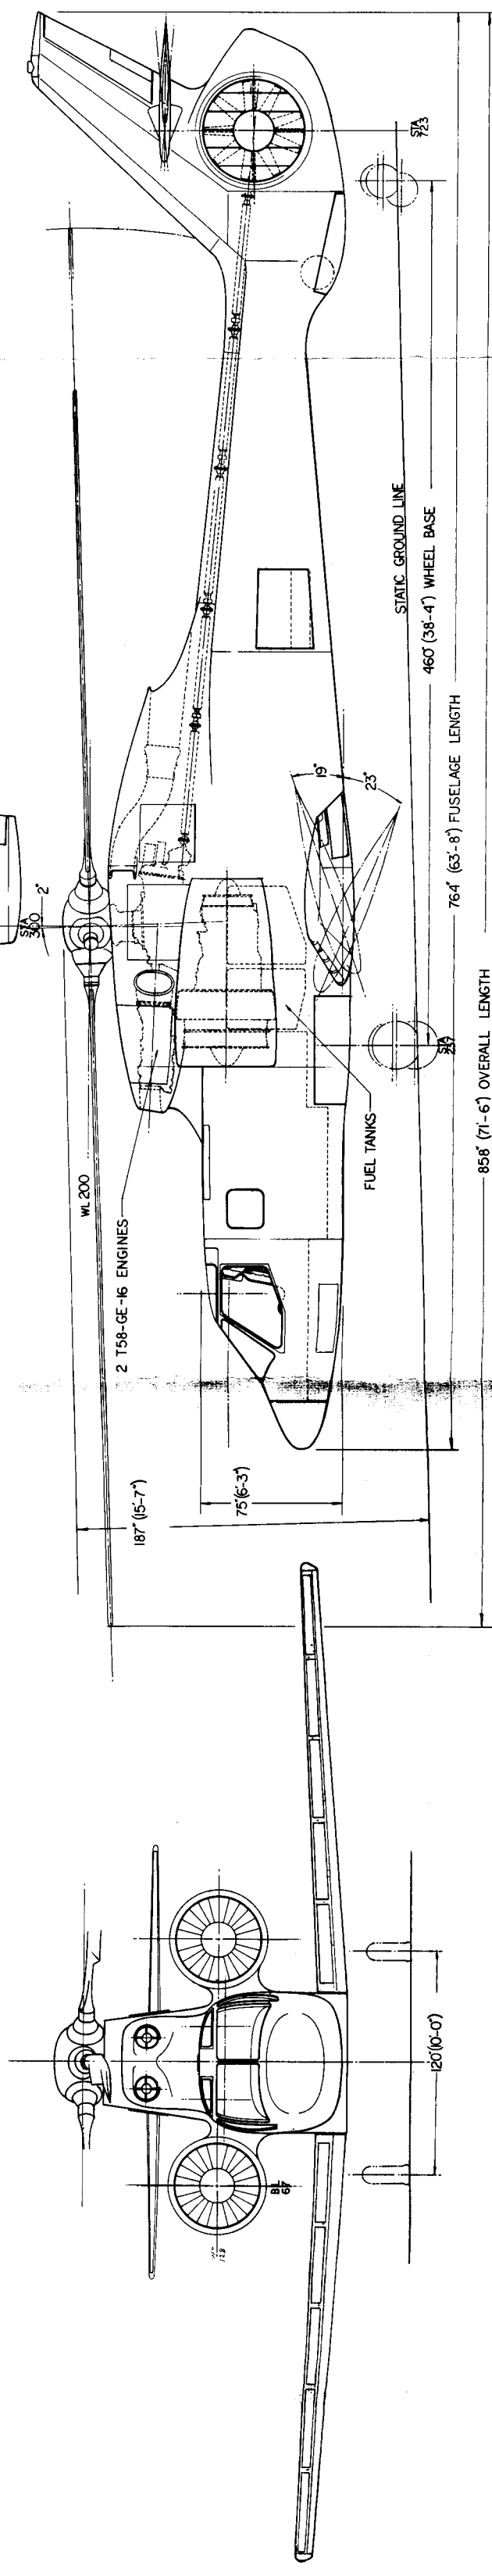 STA
723
STATIC GROUND LINE
460" (38'-4") WHEEL BASE
764" (63'-8") FUSELAGE LENGTH
858" (71'-6") OVERALL LENGTH
19°
23°
STA
300
2°
WL 200
2 T58-GE-16 ENGINES
FUEL TANKS
STA
237
187" (15'-7")
75" (6'-3")
BL
67
WL
128
120" (10'-0")